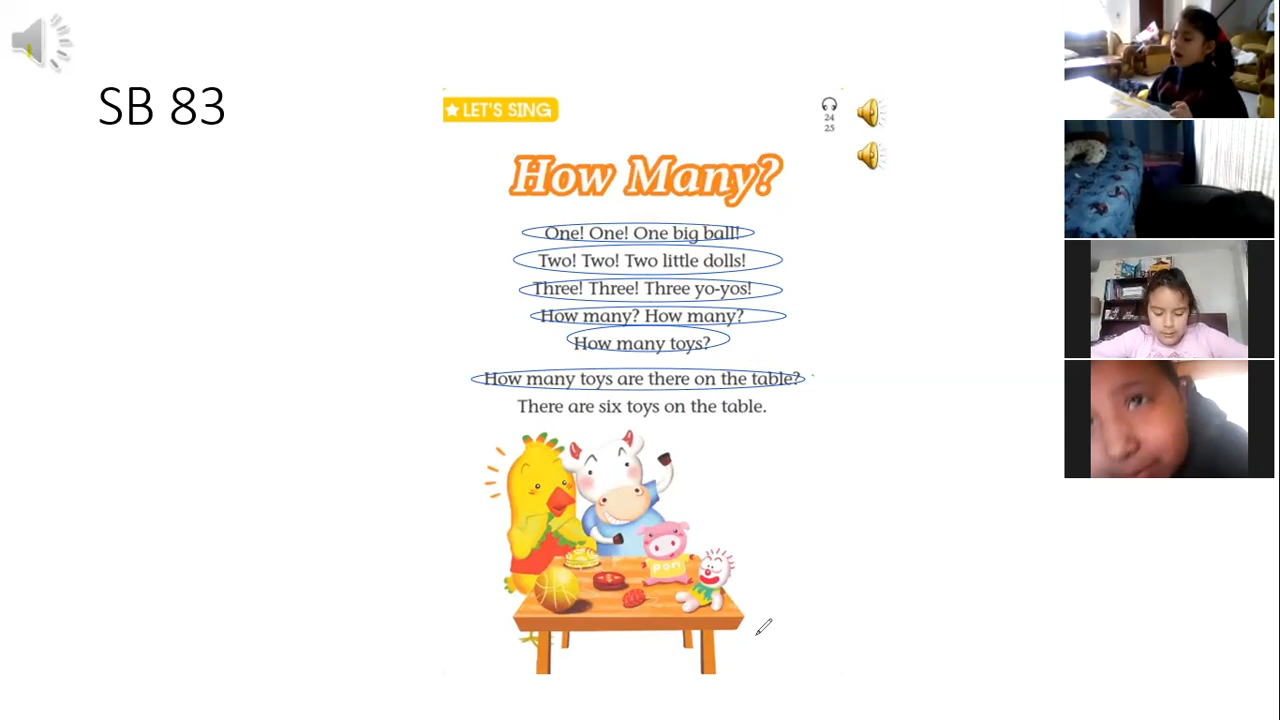 SB 83
LET'S SING
24
25
How Many?
One! One! One big ball!
Two! Two! Two little dolls!
Three! Three! Three yo-yos!
How many? How many?
How many toys?
How many toys are there on the table?
There are six toys on the table.
pon